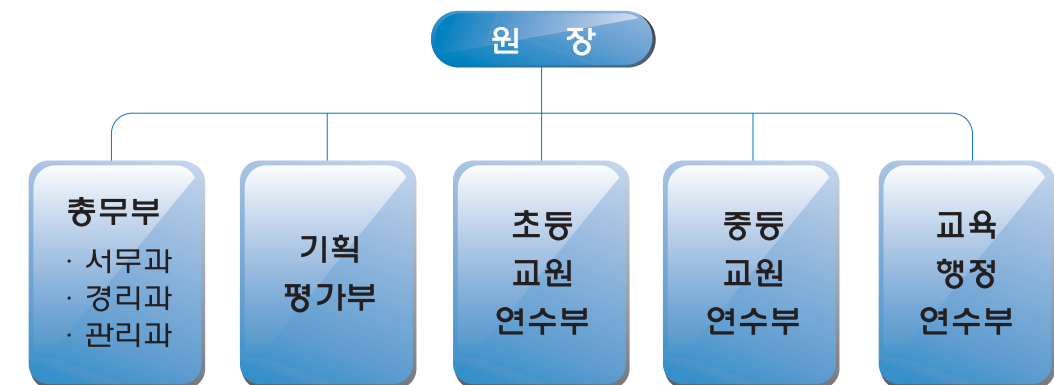 원 장
총무부
· 서무과
· 경리과
· 관리과
기획
평가부
초등
교원
연수부
중등
교원
연수부
교육
행정
연수부